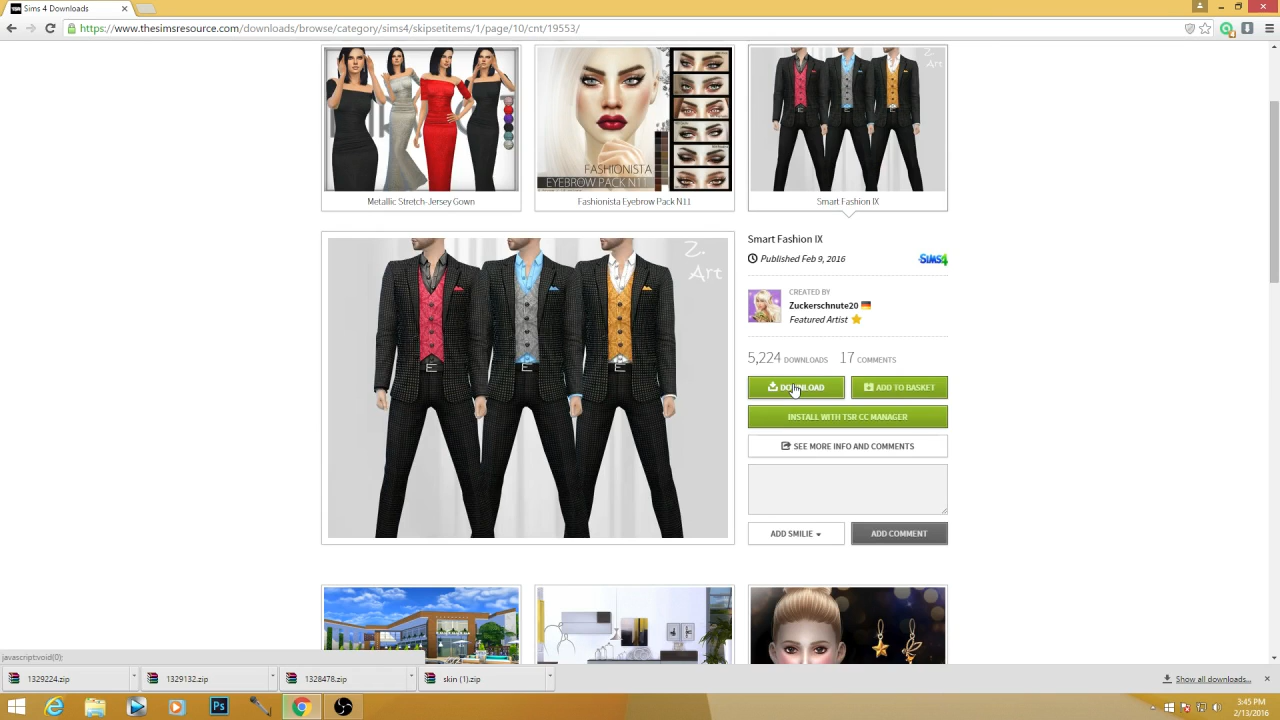 TSR Sims 4 Downloads
https://www.thesimsresource.com/downloads/browse/category/sims4/skipsetitems/1/page/10/cnt/19553/
Z.
Art
FASHIONISTA
EYEBROW PACK N11
Metallic Stretch-Jersey Gown
Fashionista Eyebrow Pack N11
Smart Fashion IX
Z.
Art
Smart Fashion IX
Published Feb 9, 2016
SIMS4
CREATED BY
Zuckerschnute20
Featured Artist
5,224 DOWNLOADS 17 COMMENTS
DOWNLOAD ADD TO BASKET
INSTALL WITH TSR CC MANAGER
SEE MORE INFO AND COMMENTS
ADD SMILIE ADD COMMENT
javascript:void(0);
1329224.zip 1329132.zip 1328478.zip skin (1).zip Show all downloads...
Ps
3:45 PM
2/13/2016